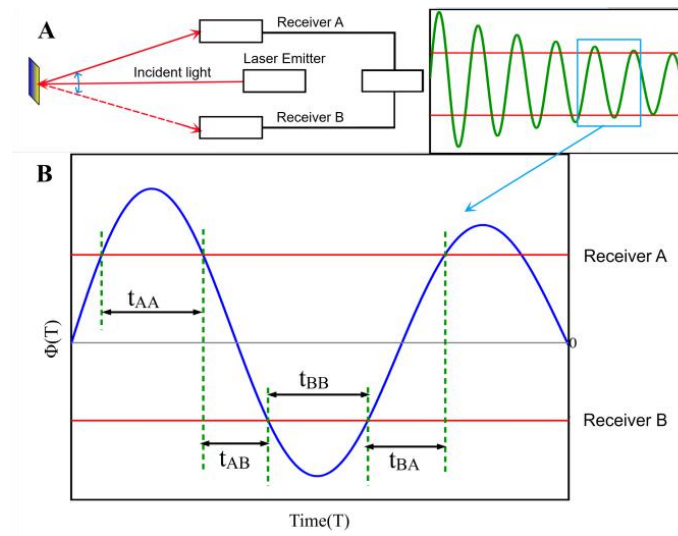 A
Receiver A
Laser Emitter
Incident light
Receiver B
B
Receiver A
tAA
Φ(T)
0
tBB
Receiver B
tAB
tBA
Time(T)